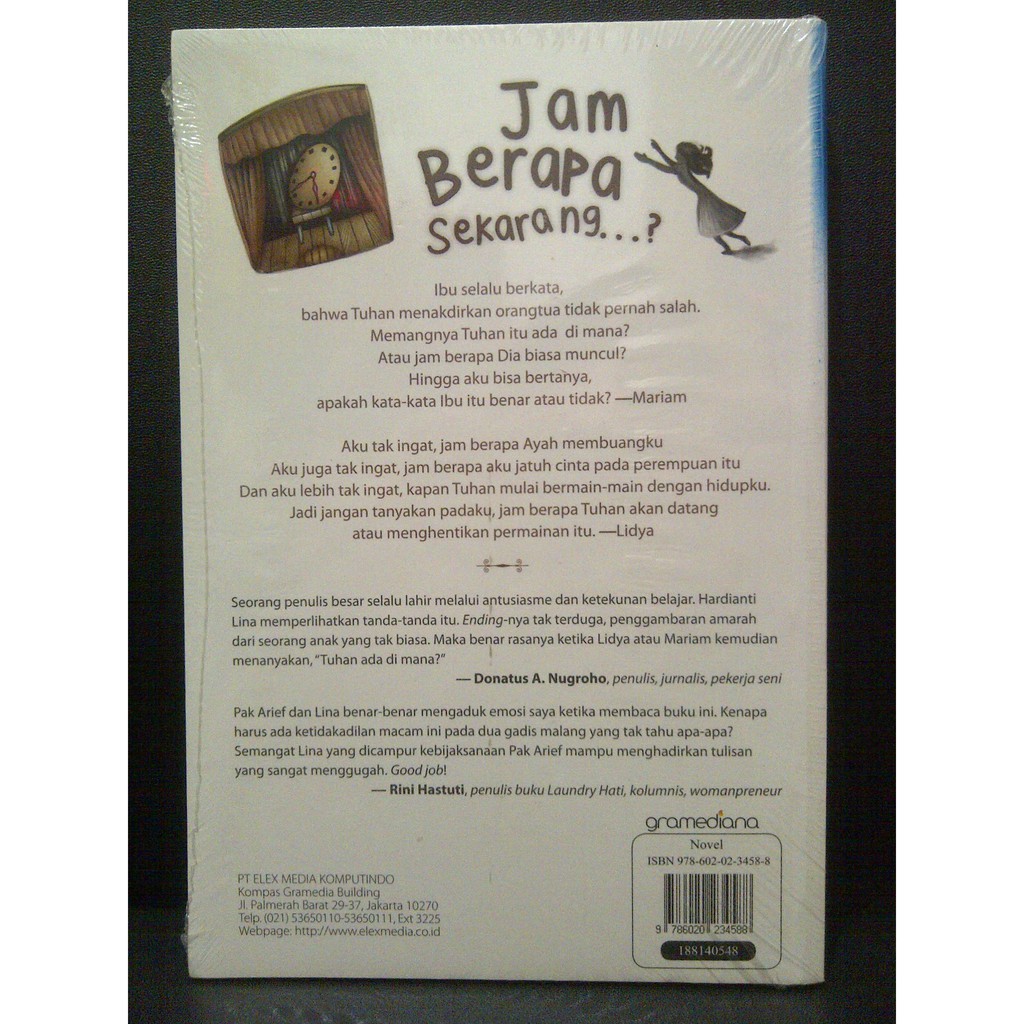 Jam
Berapa
Sekarang...?
Ibu selalu berkata,
bahwa Tuhan menakdirkan orangtua tidak pernah salah.
Memangnya Tuhan itu ada di mana?
Atau jam berapa Dia biasa muncul?
Hingga aku bisa bertanya,
apakah kata-kata Ibu itu benar atau tidak? —Mariam
Aku tak ingat, jam berapa Ayah membuangku
Aku juga tak ingat, jam berapa aku jatuh cinta pada perempuan itu
Dan aku lebih tak ingat, kapan Tuhan mulai bermain-main dengan hidupku.
Jadi jangan tanyakan padaku, jam berapa Tuhan akan datang
atau menghentikan permainan itu. —Lidya
Seorang penulis besar selalu lahir melalui antusiasme dan ketekunan belajar. Hardianti
Lina memperlihatkan tanda-tanda itu. Ending-nya tak terduga, penggambaran amarah
dari seorang anak yang tak biasa. Maka benar rasanya ketika Lidya atau Mariam kemudian
menanyakan, “Tuhan ada di mana?”
— Donatus A. Nugroho, penulis, jurnalis, pekerja seni
Pak Arief dan Lina benar-benar mengaduk emosi saya ketika membaca buku ini. Kenapa
harus ada ketidakadilan macam ini pada dua gadis malang yang tak tahu apa-apa?
Semangat Lina yang dicampur kebijaksanaan Pak Arief mampu menghadirkan tulisan
yang sangat menggugah. Good job!
— Rini Hastuti, penulis buku Laundry Hati, kolumnis, womanpreneur
gramediana
Novel
ISBN 978-602-02-3458-8
9 786020 234588
188140548
PT ELEX MEDIA KOMPUTINDO
Kompas Gramedia Building
Jl. Palmerah Barat 29-37, Jakarta 10270
Telp. (021) 53650110-53650111, Ext 3225
Webpage: http://www.elexmedia.co.id